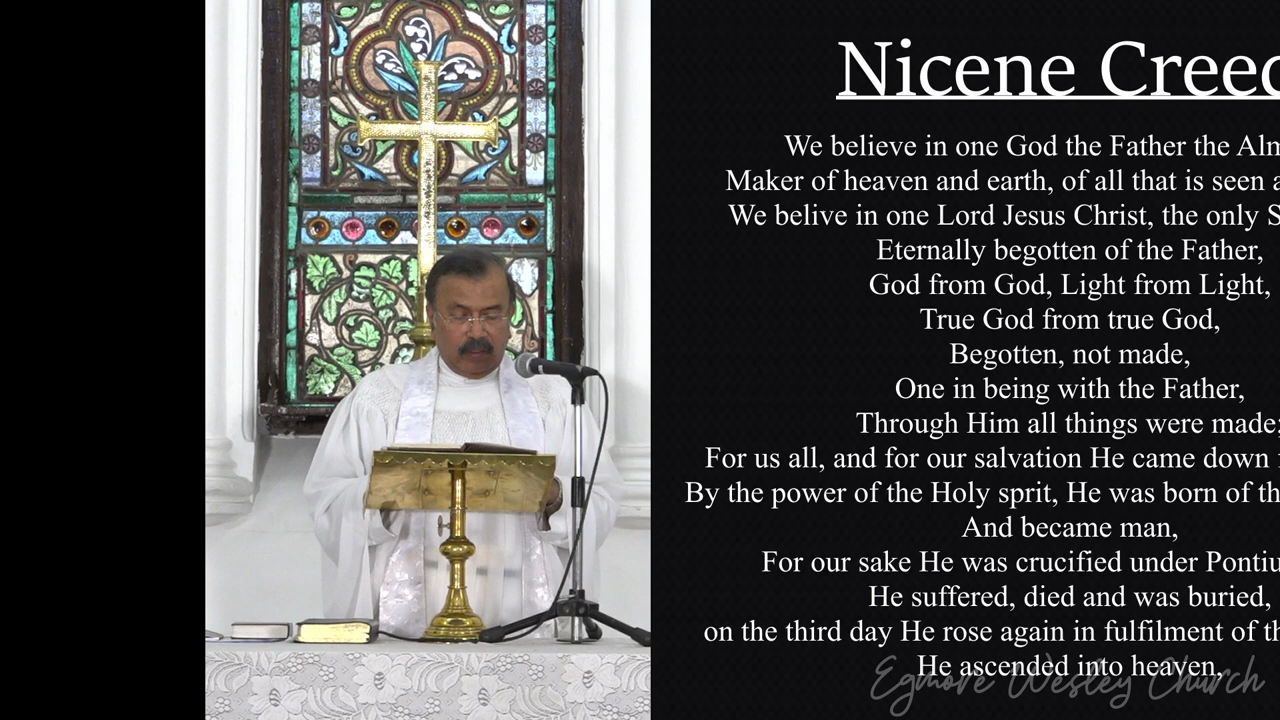 Nicene Creed
We believe in one God the Father the Alm
Maker of heaven and earth, of all that is seen a
We belive in one Lord Jesus Christ, the only S
Eternally begotten of the Father,
God from God, Light from Light,
True God from true God,
Begotten, not made,
One in being with the Father,
Through Him all things were made;
For us all, and for our salvation He came down f
By the power of the Holy sprit, He was born of th
And became man,
For our sake He was crucified under Pontiu
He suffered, died and was buried,
on the third day He rose again in fulfilment of th
He ascended into heaven,
Egmore Wesley Church